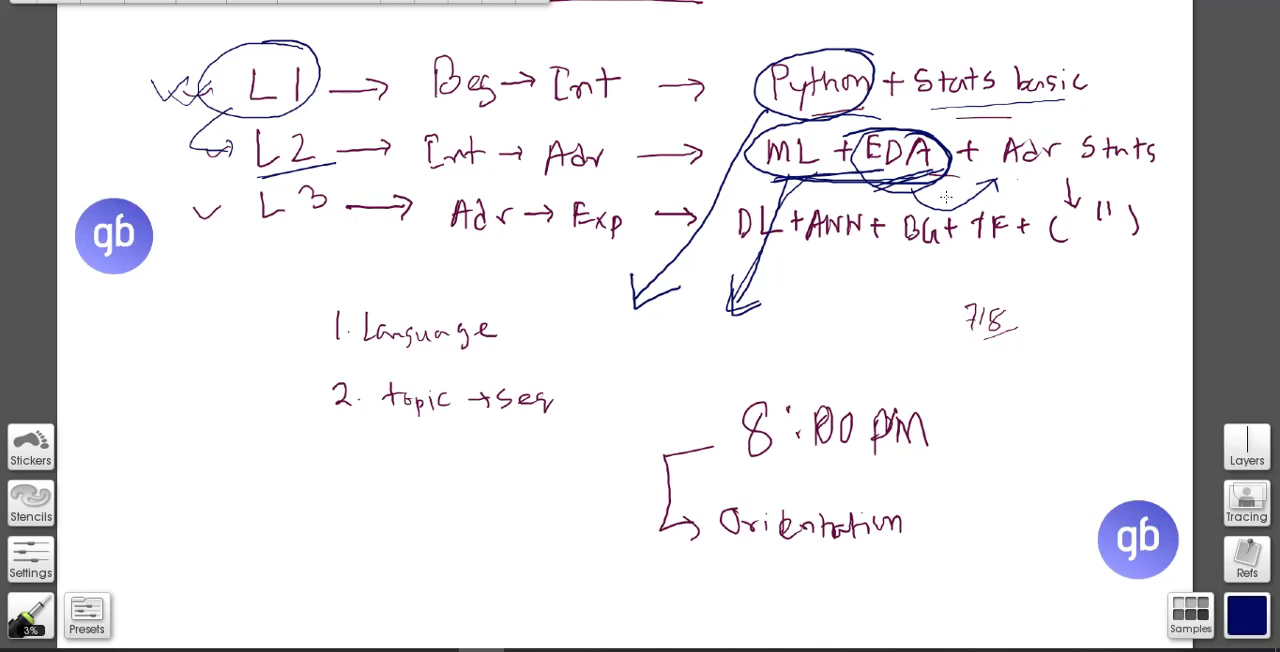 L1 → Beg → Int → Python + Stats basic
L2 → Int → Adv → ML + EDA + Adv Stats
L3 → Adv → Exp → DL + ANN + + TF + ( " )
gb
1. Language
718
2. topic → seq
8:00 PM
Orientation
gb
Stickers
Stencils
Settings
3%
Presets
Layers
Tracing
Refs
Samples